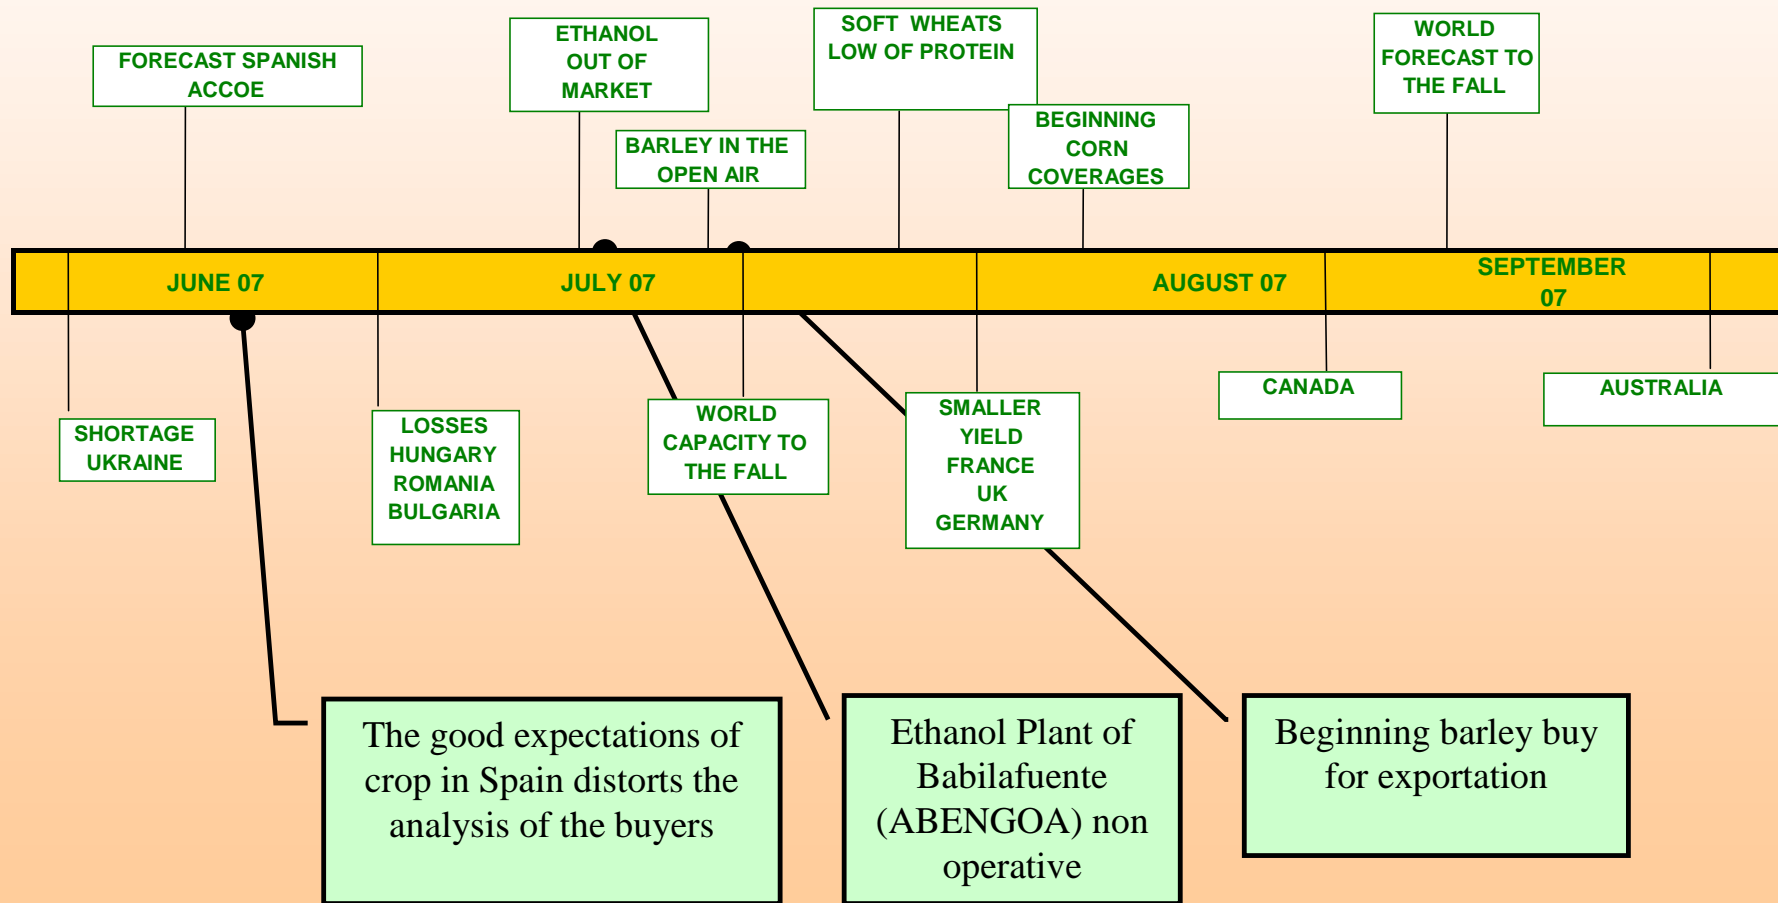 FORECAST SPANISH
ACCOE
ETHANOL
OUT OF
MARKET
BARLEY IN THE
OPEN AIR
SOFT WHEATS
LOW OF PROTEIN
BEGINNING
CORN
COVERAGES
WORLD
FORECAST TO
THE FALL
JUNE 07
JULY 07
AUGUST 07
SEPTEMBER
07
SHORTAGE
UKRAINE
LOSSES
HUNGARY
ROMANIA
BULGARIA
WORLD
CAPACITY TO
THE FALL
SMALLER
YIELD
FRANCE
UK
GERMANY
CANADA
AUSTRALIA
The good expectations of
crop in Spain distorts the
analysis of the buyers
Ethanol Plant of
Babilafuente
(ABENGOA) non
operative
Beginning barley buy
for exportation